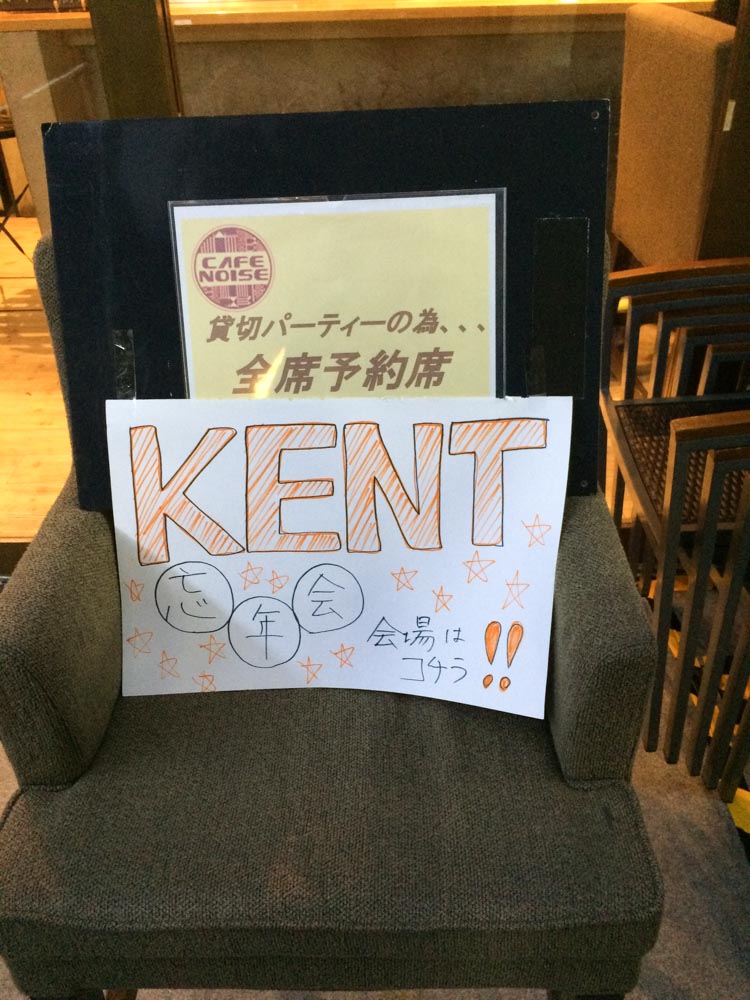 CAFE
NOISE
貸切パーティーの為、、、
全席予約席
KENT
忘年会
会場は
コチラ!!